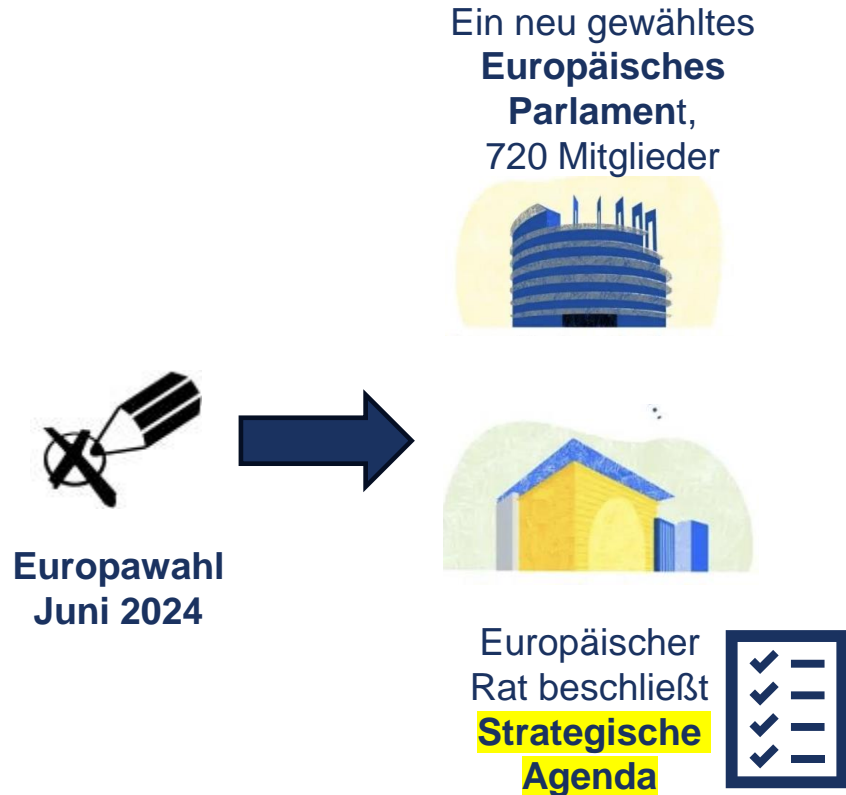 Ein neu gewähltes
Europäisches
Parlament,
720 Mitglieder
Europawahl
Juni 2024
Europäischer
Rat beschließt
Strategische
Agenda